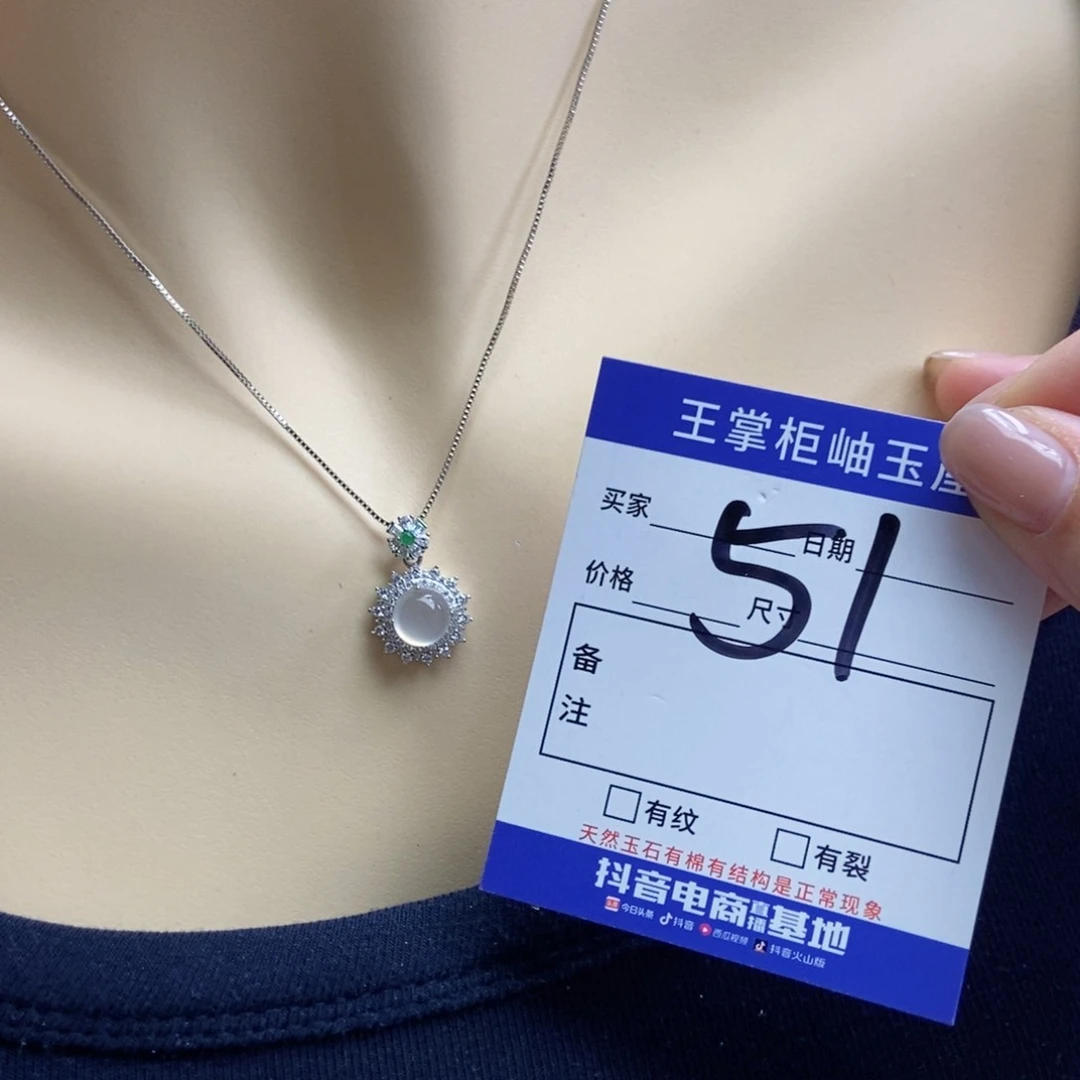 王掌柜岫玉
买家 日期
51
价格 尺寸
备
注
有纹 有裂
天然玉石有棉有结构是正常现象
抖音电商直播基地
今日头条 抖音 西瓜视频 抖音火山版